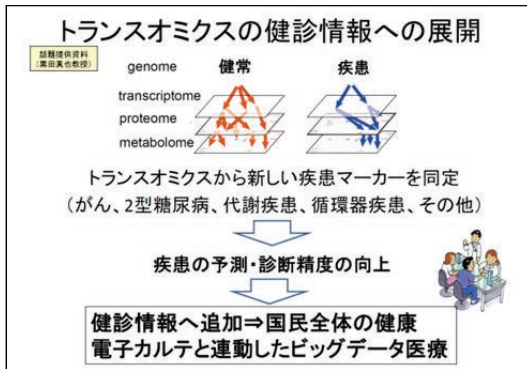 トランスオミクスの健診情報への展開
話題提供資料
(黒田真也教授)
genome 健常 疾患
transcriptome
proteome
metabolome
トランスオミクスから新しい疾患マーカーを同定
(がん、2型糖尿病、代謝疾患、循環器疾患、その他)
疾患の予測・診断精度の向上
健診情報へ追加⇒国民全体の健康
電子カルテと連動したビッグデータ医療